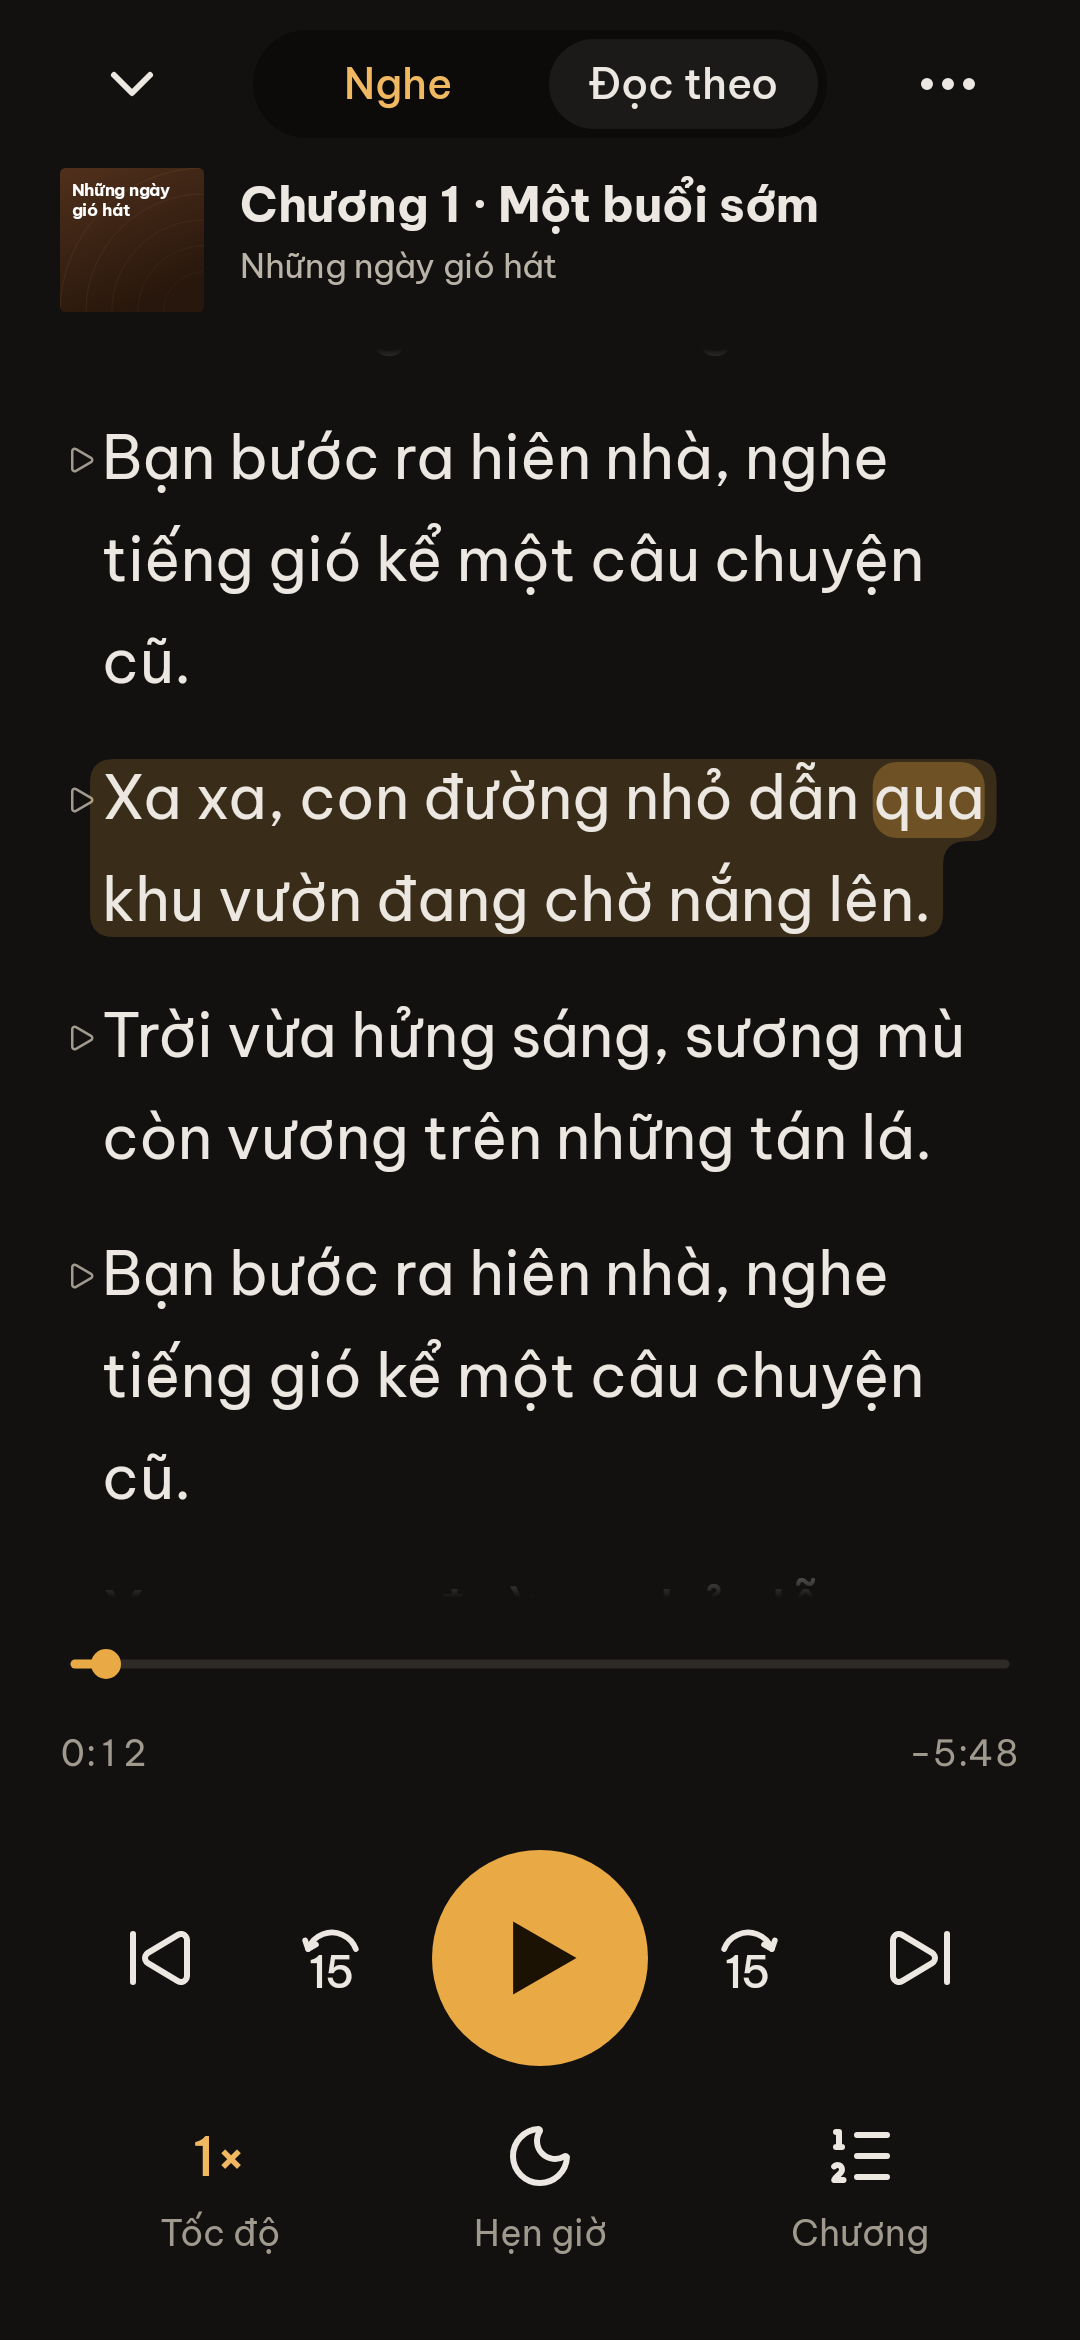 Nghe
Đọc theo
Những ngày
gió hát
Chương 1 · Một buổi sớm
Những ngày gió hát
Bạn bước ra hiên nhà, nghe
tiếng gió kể một câu chuyện
cũ.
Xa xa, con đường nhỏ dẫn qua
khu vườn đang chờ nắng lên.
Trời vừa hửng sáng, sương mù
còn vương trên những tán lá.
Bạn bước ra hiên nhà, nghe
tiếng gió kể một câu chuyện
cũ.
0:12
-5:48
15
15
1×
Tốc độ
Hẹn giờ
1
2
Chương